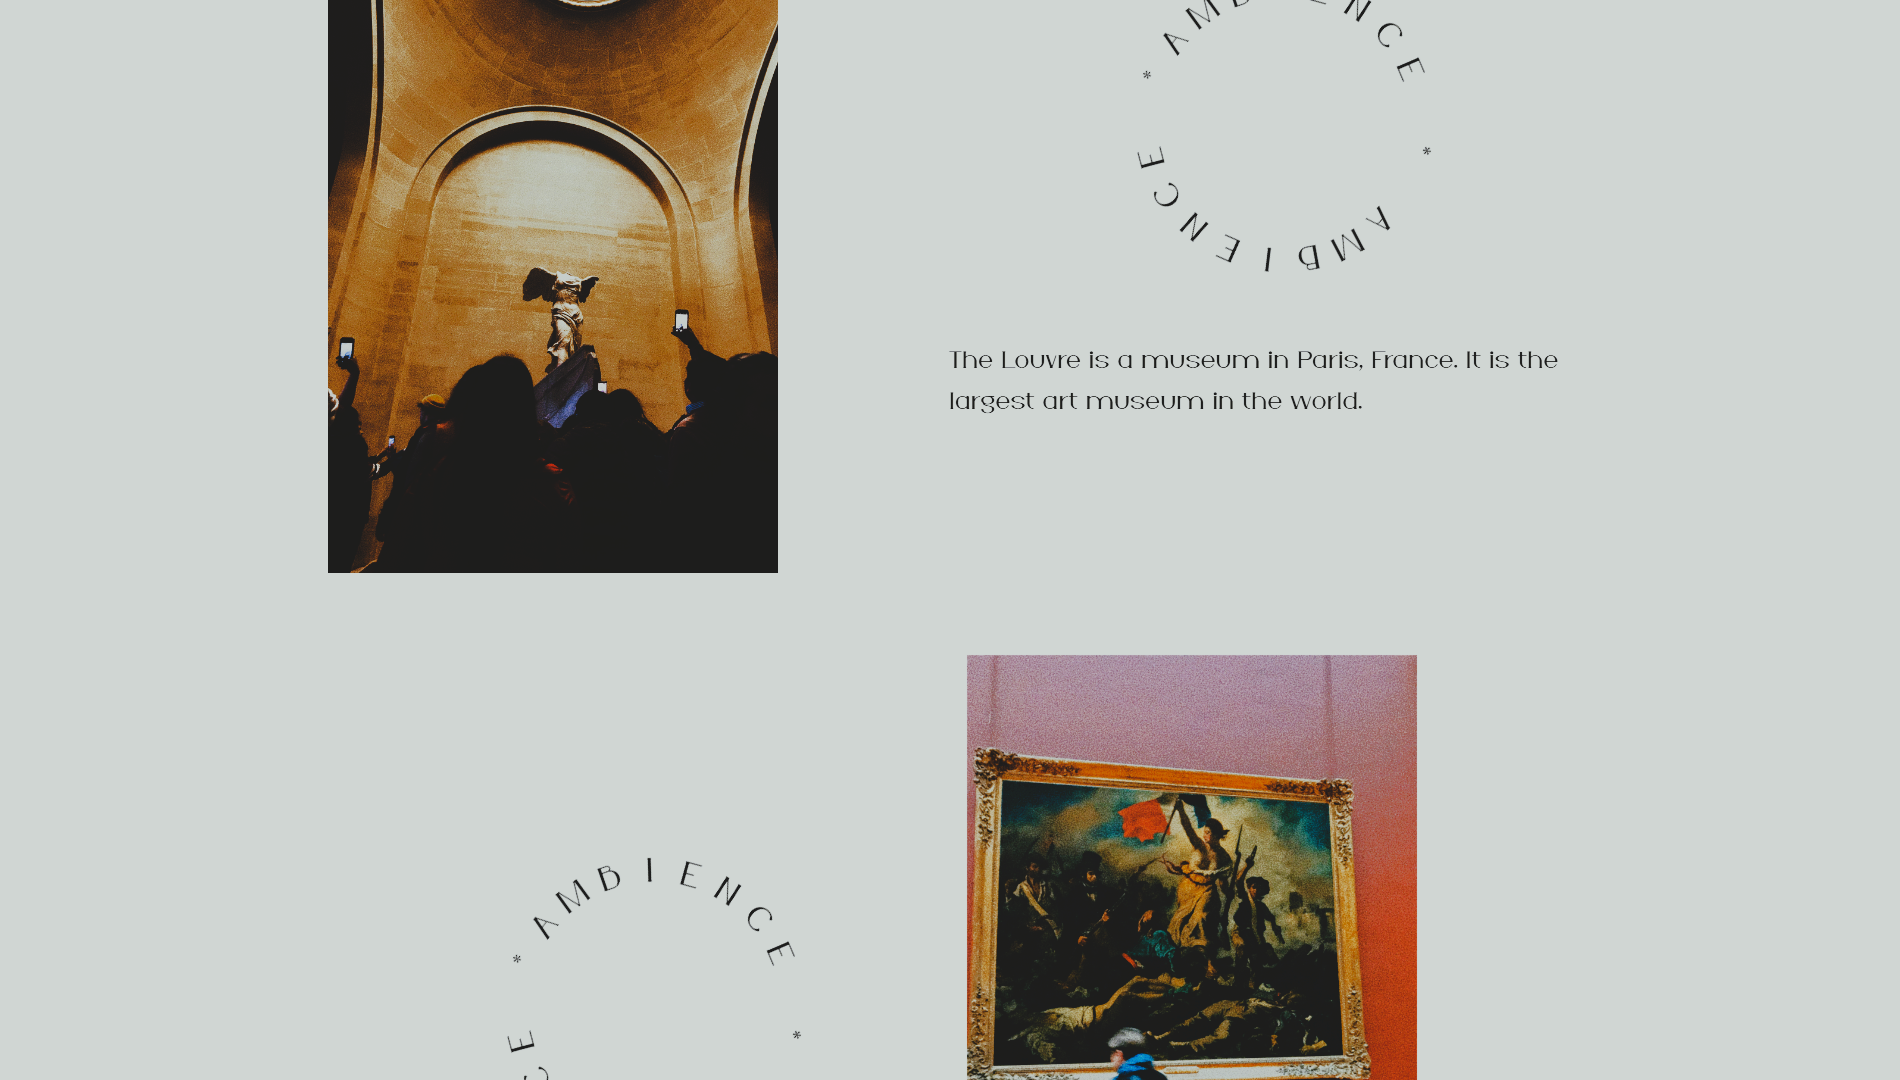 * AMBIENCE
* AMBIENCE
The Louvre is a museum in Paris, France. It is the
largest art museum in the world.
* AMBIENCE
*